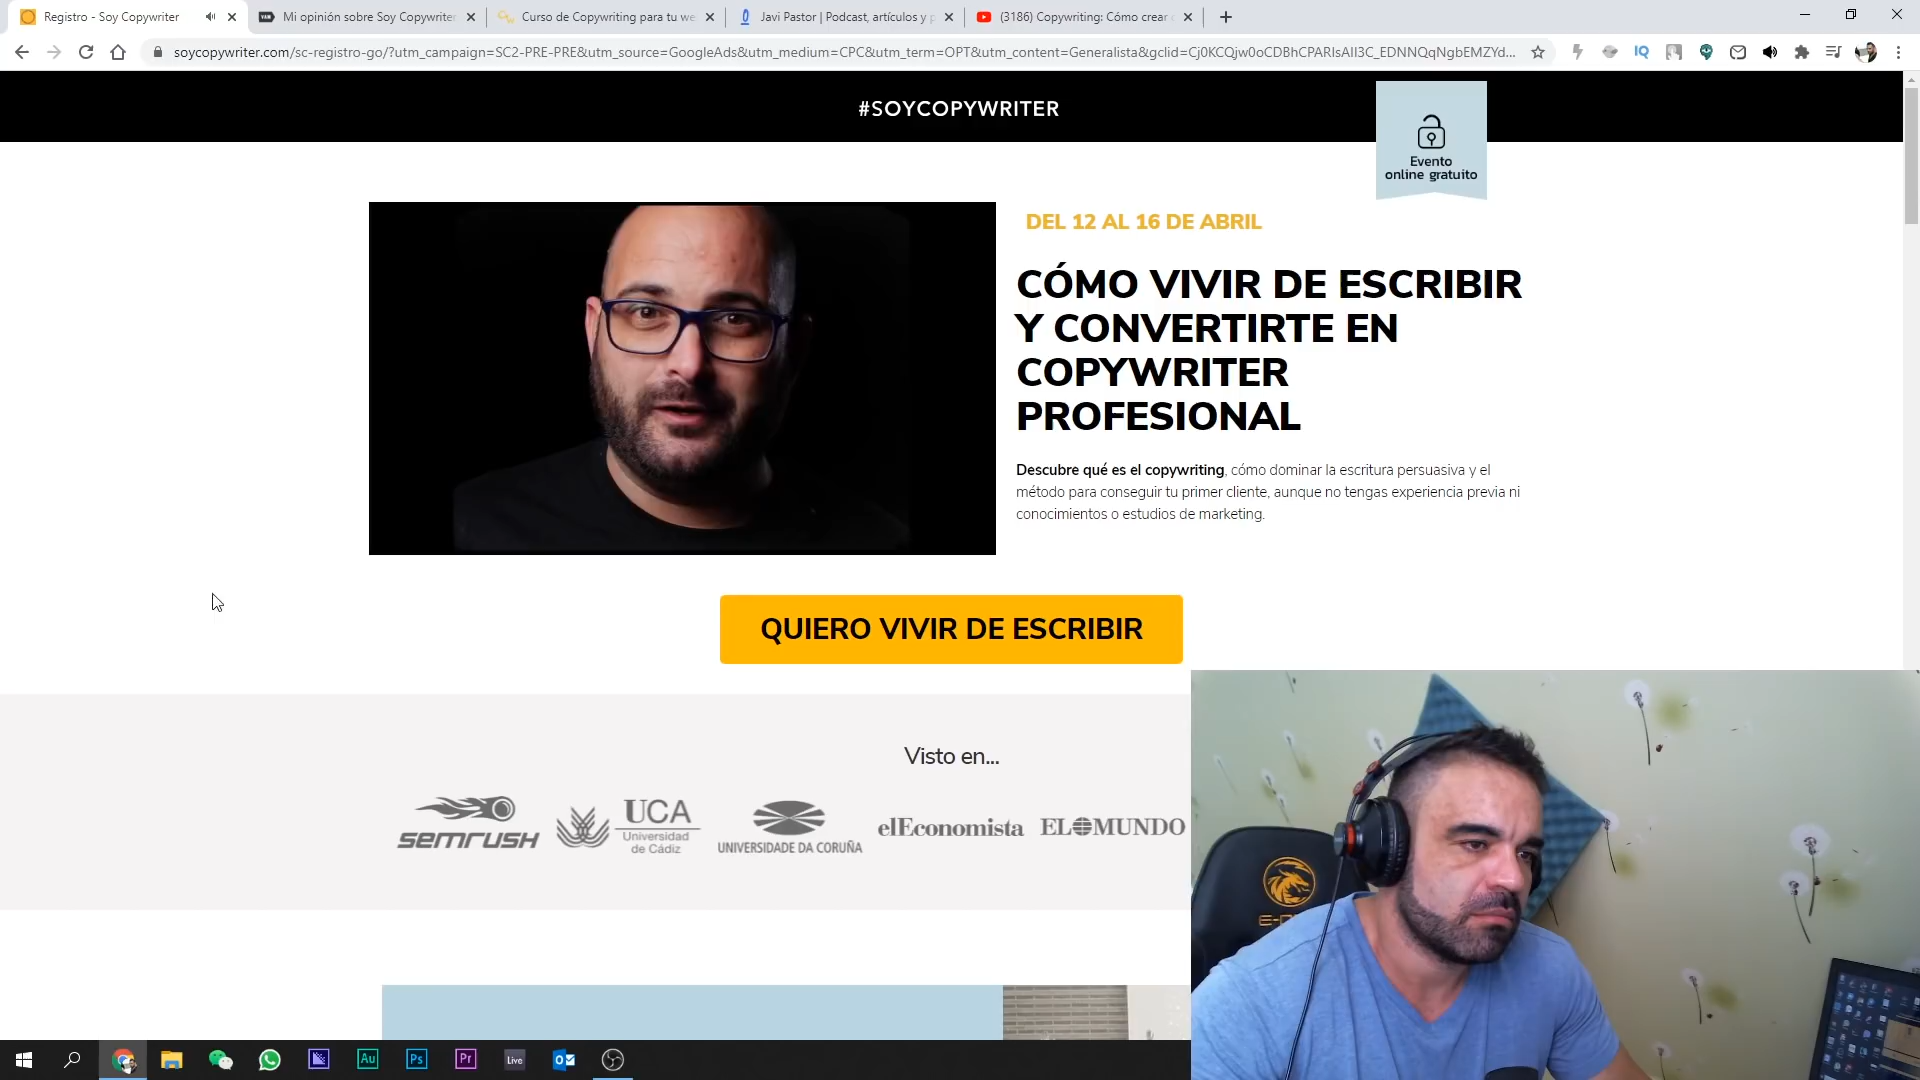 Registro - Soy Copywriter
Mi opinión sobre Soy Copywriter
Curso de Copywriting para tu we
Javi Pastor | Podcast, artículos y p
(3186) Copywriting: Cómo crear
soycopywriter.com/sc-registro-go/?utm_campaign=SC2-PRE-PRE&utm_source=GoogleAds&utm_medium=CPC&utm_term=OPT&utm_content=Generalista&gclid=Cj0KCQjw0oCDBhCPARIsAII3C_EDNNQqNgbEMZYd...
IQ
#SOYCOPYWRITER
Evento
online gratuito
DEL 12 AL 16 DE ABRIL
CÓMO VIVIR DE ESCRIBIR
Y CONVERTIRTE EN
COPYWRITER
PROFESIONAL
Descubre qué es el copywriting, cómo dominar la escritura persuasiva y el
método para conseguir tu primer cliente, aunque no tengas experiencia previa ni
conocimientos o estudios de marketing.
QUIERO VIVIR DE ESCRIBIR
Visto en...
SEMRUSH
UCA
Universidad
de Cádiz
UNIVERSIDADE DA CORUÑA
elEconomista
EL MUNDO
Au
Ps
Pr
Live